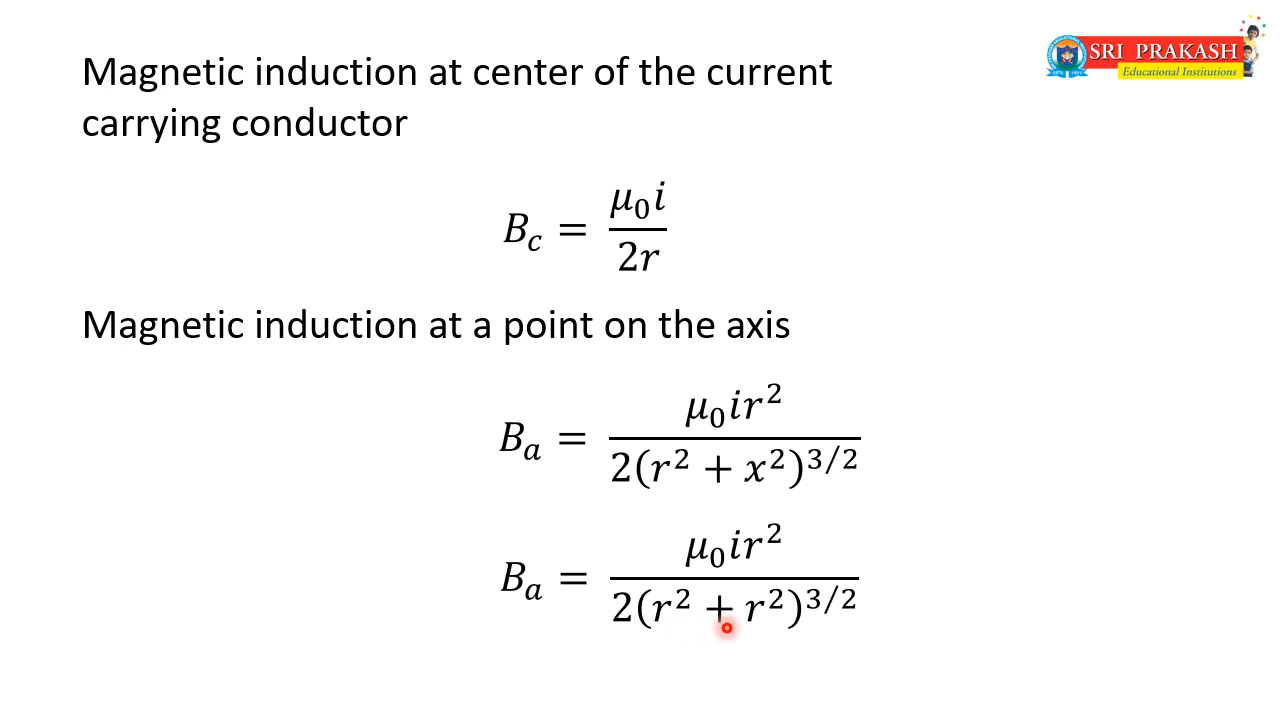 Magnetic induction at center of the current
carrying conductor
SRI PRAKASH
Educational Institutions
B_c = μ_0 i / 2r
Magnetic induction at a point on the axis
B_a = μ_0 i r^2 / 2(r^2 + x^2)^{3/2}
B_a = μ_0 i r^2 / 2(r^2 + r^2)^{3/2}